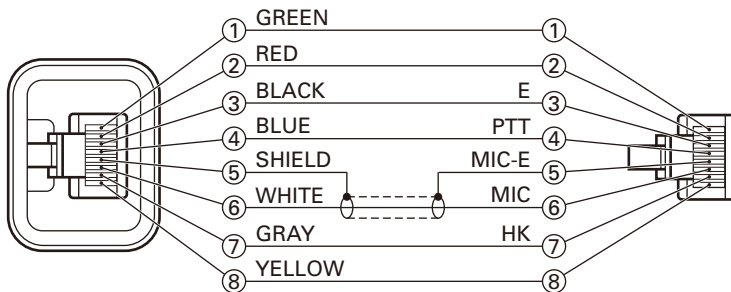 ① GREEN ①
② RED ②
③ BLACK E ③
④ BLUE PTT ④
⑤ SHIELD MIC-E ⑤
⑥ WHITE MIC ⑥
⑦ GRAY HK ⑦
⑧ YELLOW ⑧